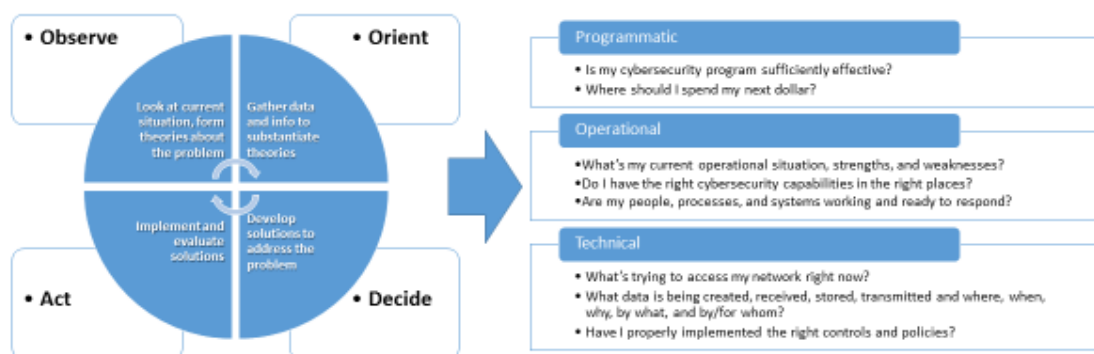 • Observe
• Orient
Look at current
situation, form
theories about
the problem
Gather data
and info to
substantiate
theories
Implement and
evaluate
solutions
Develop
solutions to
address the
problem
• Act
• Decide
Programmatic
• Is my cybersecurity program sufficiently effective?
• Where should I spend my next dollar?
Operational
•What's my current operational situation, strengths, and weaknesses?
•Do I have the right cybersecurity capabilities in the right places?
•Are my people, processes, and systems working and ready to respond?
Technical
• What's trying to access my network right now?
• What data is being created, received, stored, transmitted and where, when,
why, by what, and by/for whom?
• Have I properly implemented the right controls and policies?